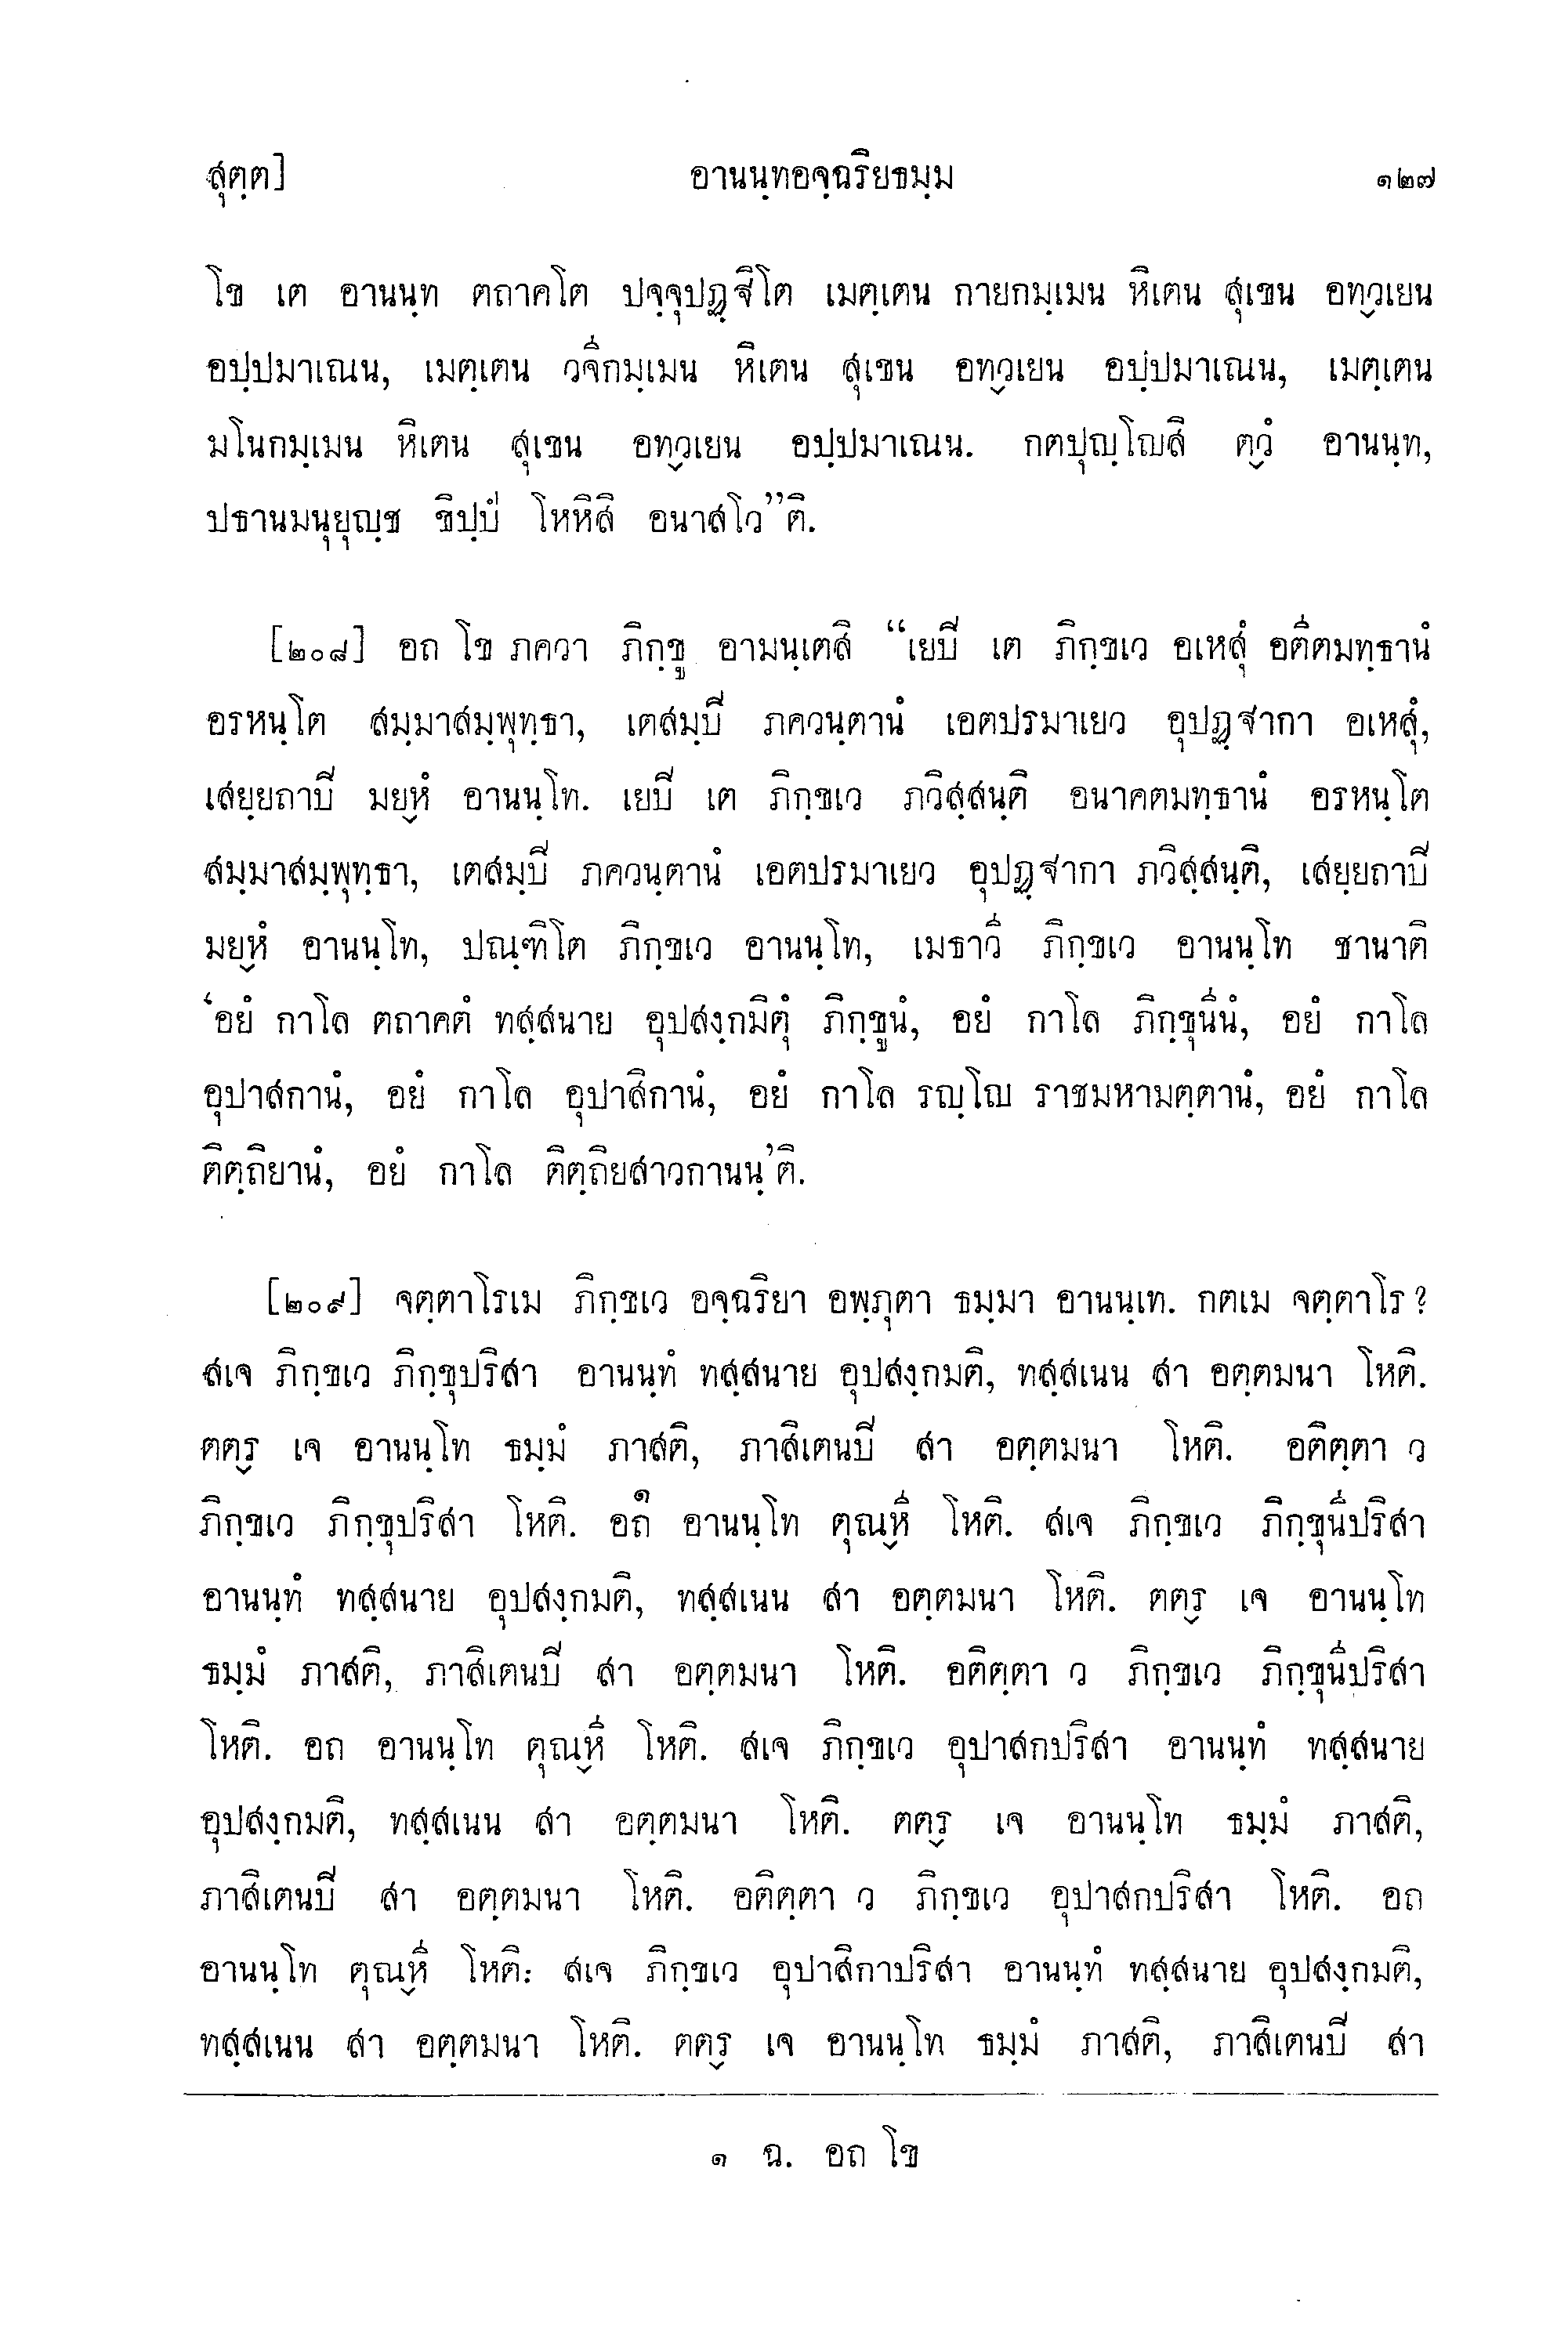 สุตฺต] อานนฺทอจฺฉริยธมฺม ๑๒๗
โข เต อานนฺท ตถาคโต ปจฺจุปฏฺฐิโต เมตฺเตน กายกมฺเมน หิเตน สุเขน อทฺวเยน
อปฺปมาเณน, เมตฺเตน วจีกมฺเมน หิเตน สุเขน อทฺวเยน อปฺปมาเณน, เมตฺเตน
มโนกมฺเมน หิเตน สุเขน อทฺวเยน อปฺปมาเณน. กตปุญฺโญสิ ตฺวํ อานนฺท,
ปธานมนุยุญฺช ขิปฺปํ โหหิสิ อนาสโว”ติ.
[๒๐๘] อถ โข ภควา ภิกฺขู อามนฺเตสิ “เยปิ เต ภิกฺขเว อเหสุํ อตีตมทฺธานํ
อรหนฺโต สมฺมาสมฺพุทฺธา, เตสมฺปิ ภควนฺตานํ เอตปรมาเยว อุปฏฺฐากา อเหสุํ,
เสยฺยถาปิ มยฺหํ อานนฺโท. เยปิ เต ภิกฺขเว ภวิสฺสนฺติ อนาคตมทฺธานํ อรหนฺโต
สมฺมาสมฺพุทฺธา, เตสมฺปิ ภควนฺตานํ เอตปรมาเยว อุปฏฺฐากา ภวิสฺสนฺติ, เสยฺยถาปิ
มยฺหํ อานนฺโท, ปณฺฑิโต ภิกฺขเว อานนฺโท, เมธาวี ภิกฺขเว อานนฺโท ชานาติ
‘อยํ กาโล ตถาคตํ ทสฺสนาย อุปสงฺกมิตุํ ภิกฺขูนํ, อยํ กาโล ภิกฺขุนีนํ, อยํ กาโล
อุปาสกานํ, อยํ กาโล อุปาสิกานํ, อยํ กาโล รญฺโญ ราชมหามตฺตานํ, อยํ กาโล
ติตฺถิยานํ, อยํ กาโล ติตฺถิยสาวกานนฺ’ติ.
[๒๐๙] จตฺตาโรเม ภิกฺขเว อจฺฉริยา อพฺภุตา ธมฺมา อานนฺเท. กตเม จตฺตาโร?
สเจ ภิกฺขเว ภิกฺขุปริสา อานนฺทํ ทสฺสนาย อุปสงฺกมติ, ทสฺสเนน สา อตฺตมนา โหติ.
ตตฺร เจ อานนฺโท ธมฺมํ ภาสติ, ภาสิเตนปิ สา อตฺตมนา โหติ. อติตฺตา ว
ภิกฺขเว ภิกฺขุปริสา โหติ. อถ๑ อานนฺโท ตุณฺหี โหติ. สเจ ภิกฺขเว ภิกฺขุนีปริสา
อานนฺทํ ทสฺสนาย อุปสงฺกมติ, ทสฺสเนน สา อตฺตมนา โหติ. ตตฺร เจ อานนฺโท
ธมฺมํ ภาสติ, ภาสิเตนปิ สา อตฺตมนา โหติ. อติตฺตา ว ภิกฺขเว ภิกฺขุนีปริสา
โหติ. อถ อานนฺโท ตุณฺหี โหติ. สเจ ภิกฺขเว อุปาสกปริสา อานนฺทํ ทสฺสนาย
อุปสงฺกมติ, ทสฺสเนน สา อตฺตมนา โหติ. ตตฺร เจ อานนฺโท ธมฺมํ ภาสติ,
ภาสิเตนปิ สา อตฺตมนา โหติ. อติตฺตา ว ภิกฺขเว อุปาสกปริสา โหติ. อถ
อานนฺโท ตุณฺหี โหติ: สเจ ภิกฺขเว อุปาสิกาปริสา อานนฺทํ ทสฺสนาย อุปสงฺกมติ,
ทสฺสเนน สา อตฺตมนา โหติ. ตตฺร เจ อานนฺโท ธมฺมํ ภาสติ, ภาสิเตนปิ สา
๑ ฉ. อถ โข